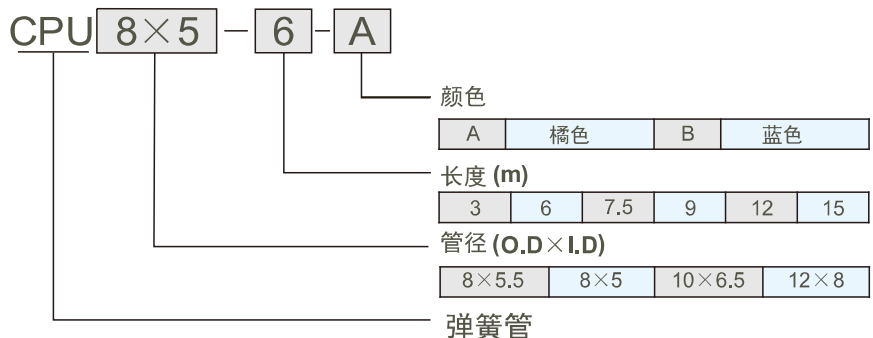 CPU 8×5 – 6 – A
颜色
A 橘色 B 蓝色
长度 (m)
3 6 7.5 9 12 15
管径 (O.D×I.D)
8×5.5 8×5 10×6.5 12×8
弹簧管